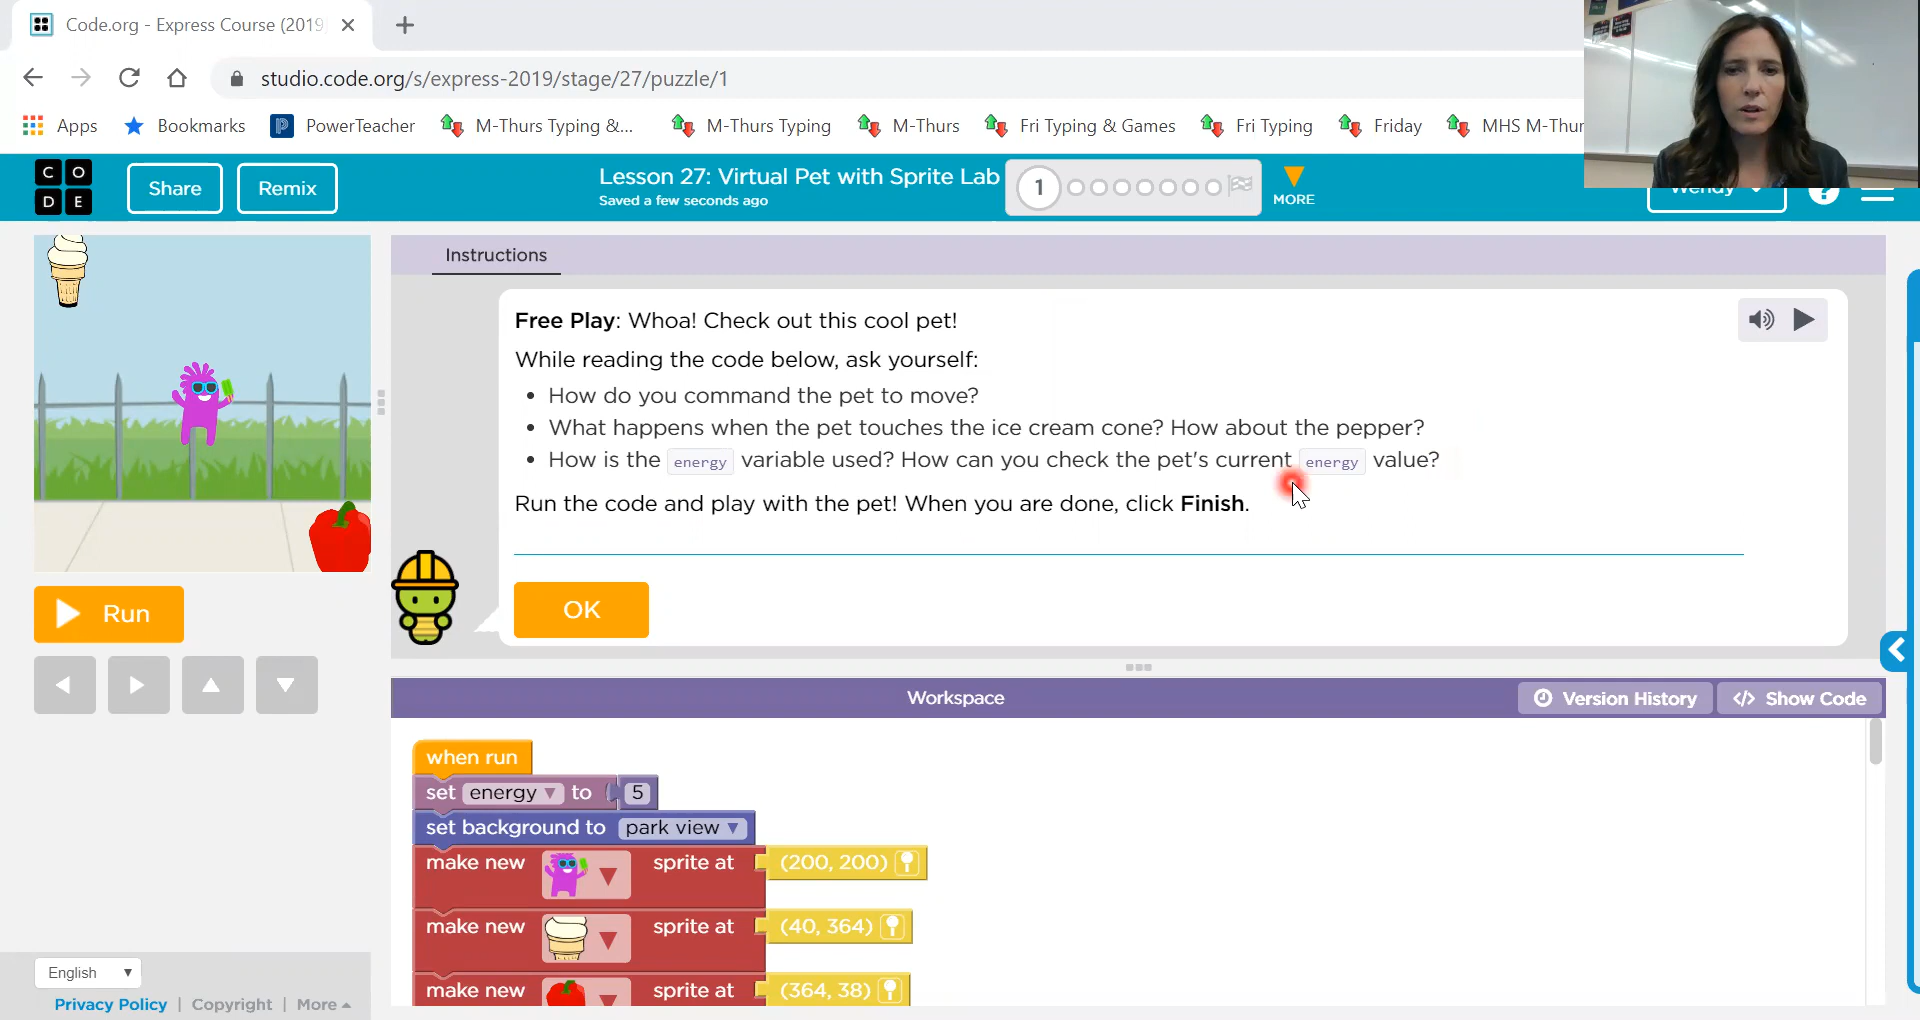 Code.org - Express Course (2019
studio.code.org/s/express-2019/stage/27/puzzle/1
Apps Bookmarks PowerTeacher M-Thurs Typing &... M-Thurs Typing M-Thurs Fri Typing & Games Fri Typing Friday MHS M-Thur
C O
D E
Share
Remix
Lesson 27: Virtual Pet with Sprite Lab
Saved a few seconds ago
1
MORE
Wendy
?
Instructions
Free Play: Whoa! Check out this cool pet!
While reading the code below, ask yourself:
• How do you command the pet to move?
• What happens when the pet touches the ice cream cone? How about the pepper?
• How is the energy variable used? How can you check the pet's current energy value?
Run the code and play with the pet! When you are done, click Finish.
OK
Run
Workspace
Version History
Show Code
when run
set energy to 5
set background to park view
make new sprite at (200, 200)
make new sprite at (40, 364)
make new sprite at (364, 38)
English
Privacy Policy | Copyright | More